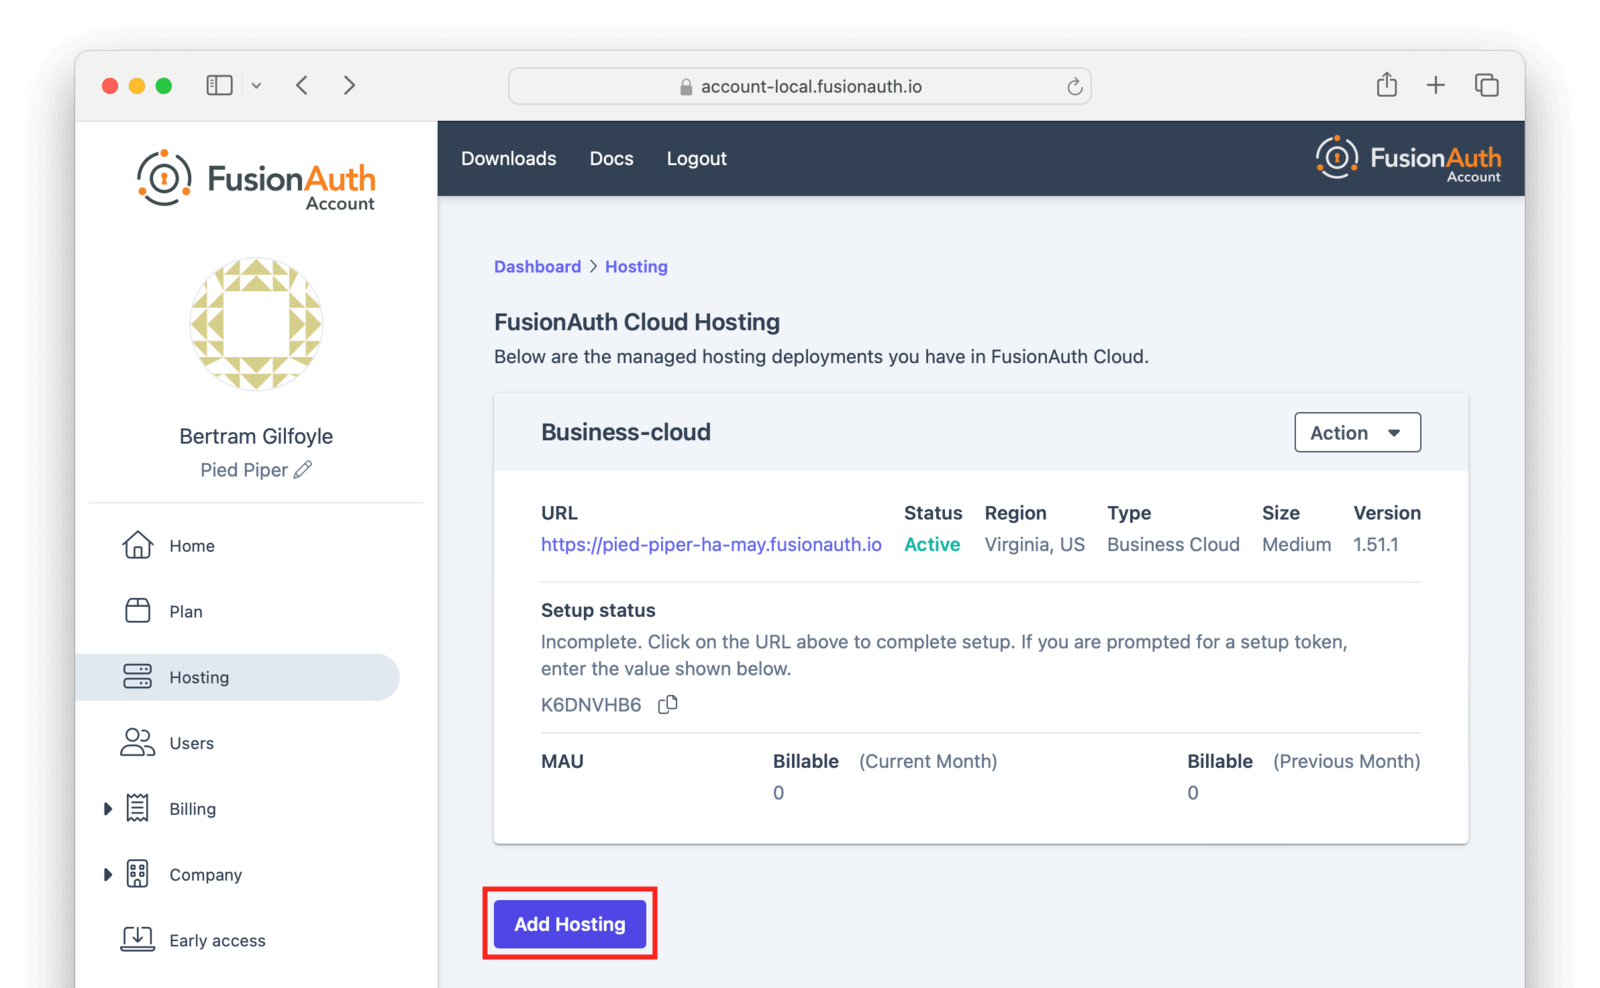 account-local.fusionauth.io
FusionAuth
Account
Downloads Docs Logout
FusionAuth
Account
Bertram Gilfoyle
Pied Piper
Home
Plan
Hosting
Users
Billing
Company
Early access
Dashboard > Hosting
FusionAuth Cloud Hosting
Below are the managed hosting deployments you have in FusionAuth Cloud.
Business-cloud
Action
URL Status Region Type Size Version
https://pied-piper-ha-may.fusionauth.io Active Virginia, US Business Cloud Medium 1.51.1
Setup status
Incomplete. Click on the URL above to complete setup. If you are prompted for a setup token,
enter the value shown below.
K6DNVHB6
MAU Billable (Current Month) Billable (Previous Month)
0 0
Add Hosting